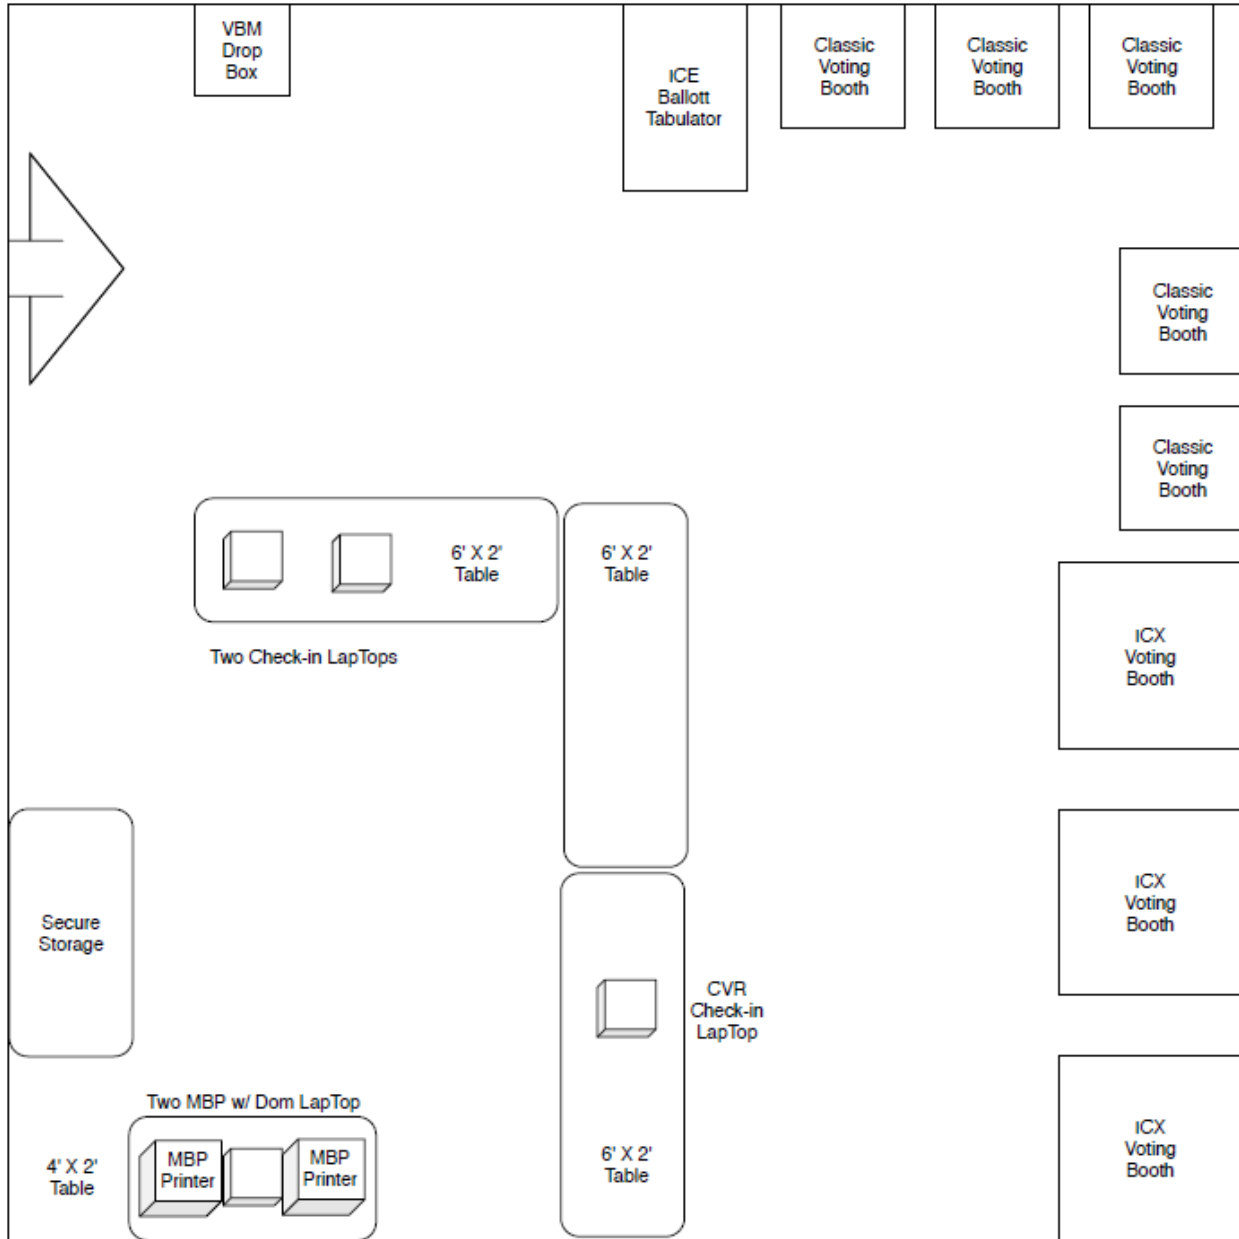 VBM
Drop
Box
ICE
Ballott
Tabulator
Classic
Voting
Booth
Classic
Voting
Booth
Classic
Voting
Booth
Classic
Voting
Booth
Classic
Voting
Booth
6' X 2'
Table
6' X 2'
Table
Two Check-in LapTops
ICX
Voting
Booth
Secure
Storage
ICX
Voting
Booth
CVR
Check-in
LapTop
Two MBP w/ Dom LapTop
4' X 2'
Table
MBP
Printer
MBP
Printer
6' X 2'
Table
ICX
Voting
Booth